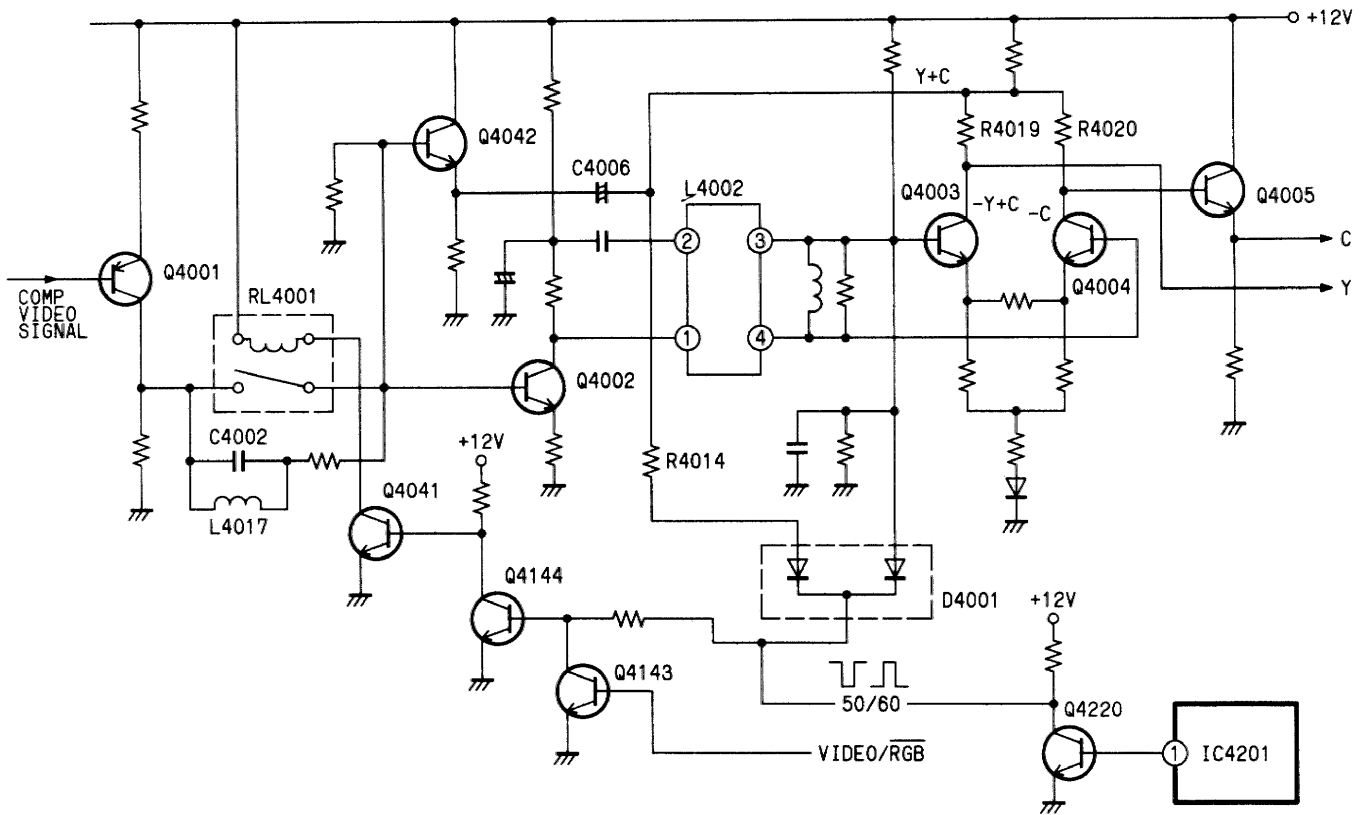 +12V
Y+C
Q4042
R4019
R4020
C4006
L4002
Q4003
-Y+C
-C
Q4005
2
3
Q4001
Q4004
C
COMP
VIDEO
SIGNAL
RL4001
Y
1
4
Q4002
C4002
+12V
R4014
L4017
Q4041
Q4144
D4001
+12V
Q4143
50/60
Q4220
VIDEO/RGB
1
IC4201